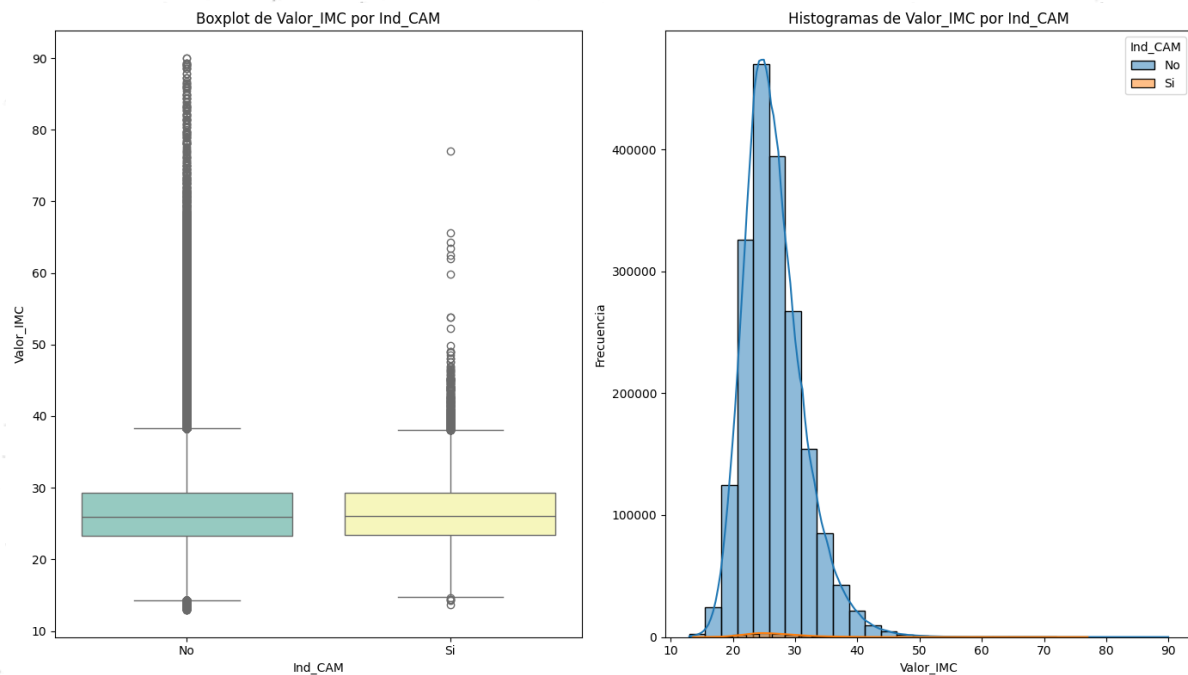 Boxplot de Valor_IMC por Ind_CAM
90
80
70
60
50
40
30
20
10
Valor_IMC
No
Si
Ind_CAM
Histogramas de Valor_IMC por Ind_CAM
Ind_CAM
No
Si
400000
300000
200000
100000
0
Frecuencia
10
20
30
40
50
60
70
80
90
Valor_IMC